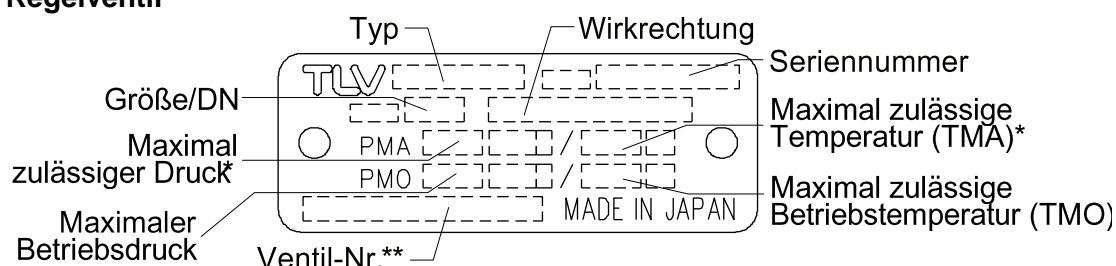 Regelventil
Typ
Wirkrechtung
TLV
Seriennummer
Größe/DN
Maximal zulässige
Temperatur (TMA)*
Maximal
zulässiger Druck*
PMA /
PMO /
Maximal zulässige
Betriebstemperatur (TMO)
Maximaler
Betriebsdruck
MADE IN JAPAN
Ventil-Nr.**